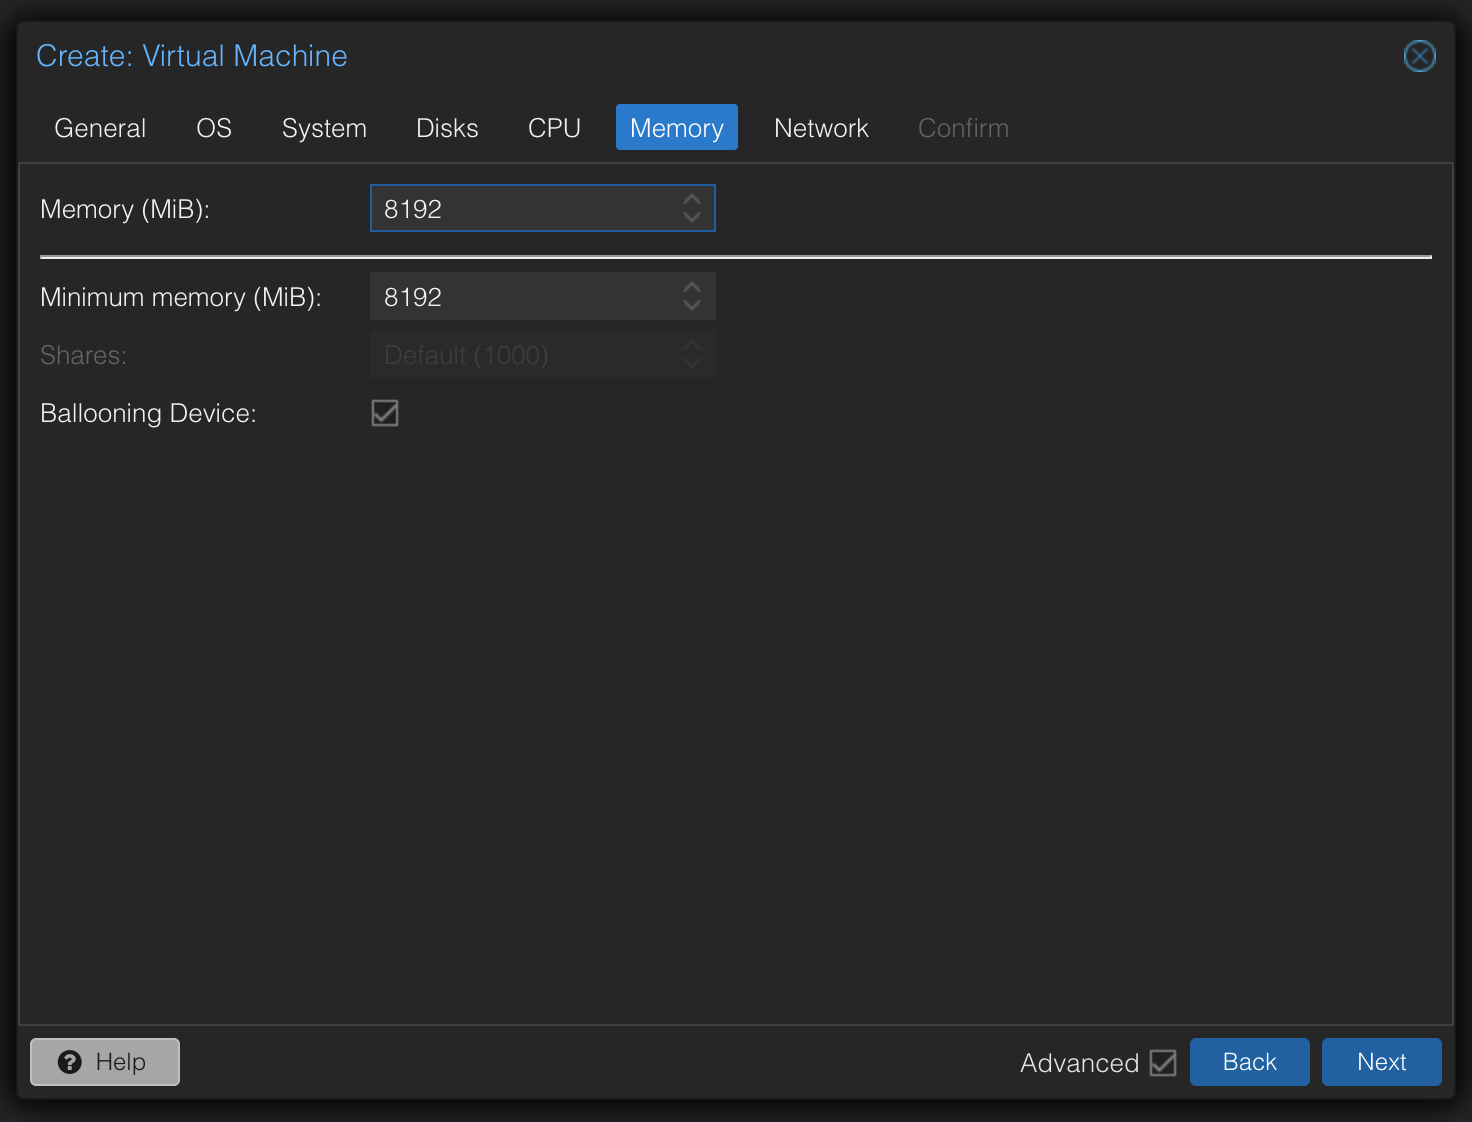 Create: Virtual Machine
General OS System Disks CPU Memory Network Confirm
Memory (MiB): 8192
Minimum memory (MiB): 8192
Shares: Default (1000)
Ballooning Device:
Help Advanced Back Next